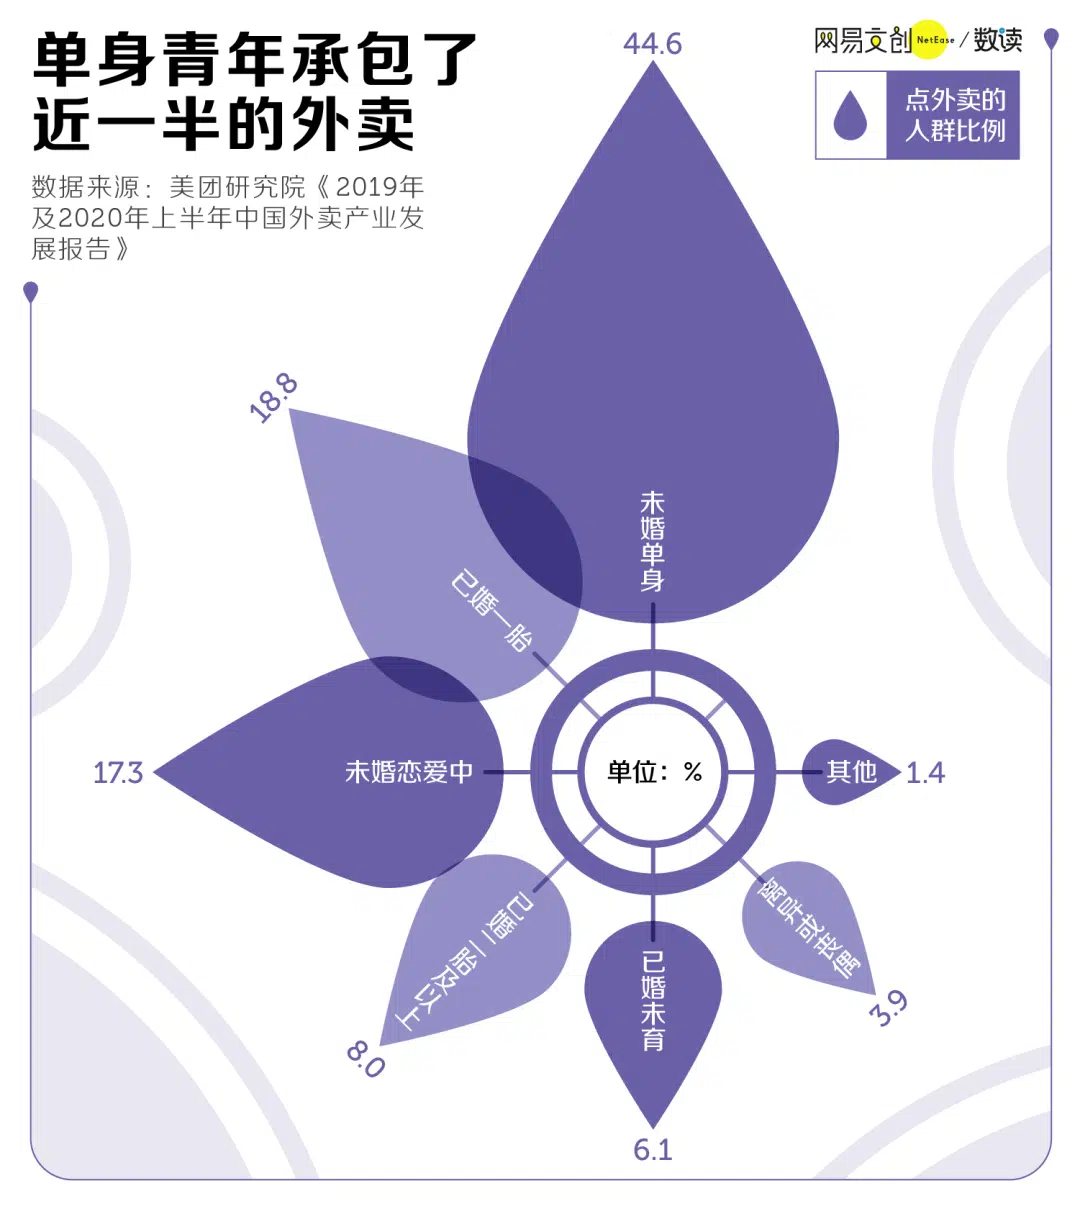 单身青年承包了
近一半的外卖
数据来源：美团研究院《2019年
及2020年上半年中国外卖产业发
展报告》
网易文创 NetEase / 数读
点外卖的
人群比例
44.6
未婚单身
18.8
已婚一胎
17.3
未婚恋爱中
8.0
已婚二胎及以上
6.1
已婚未育
3.9
离异或丧偶
其他
1.4
单位：%